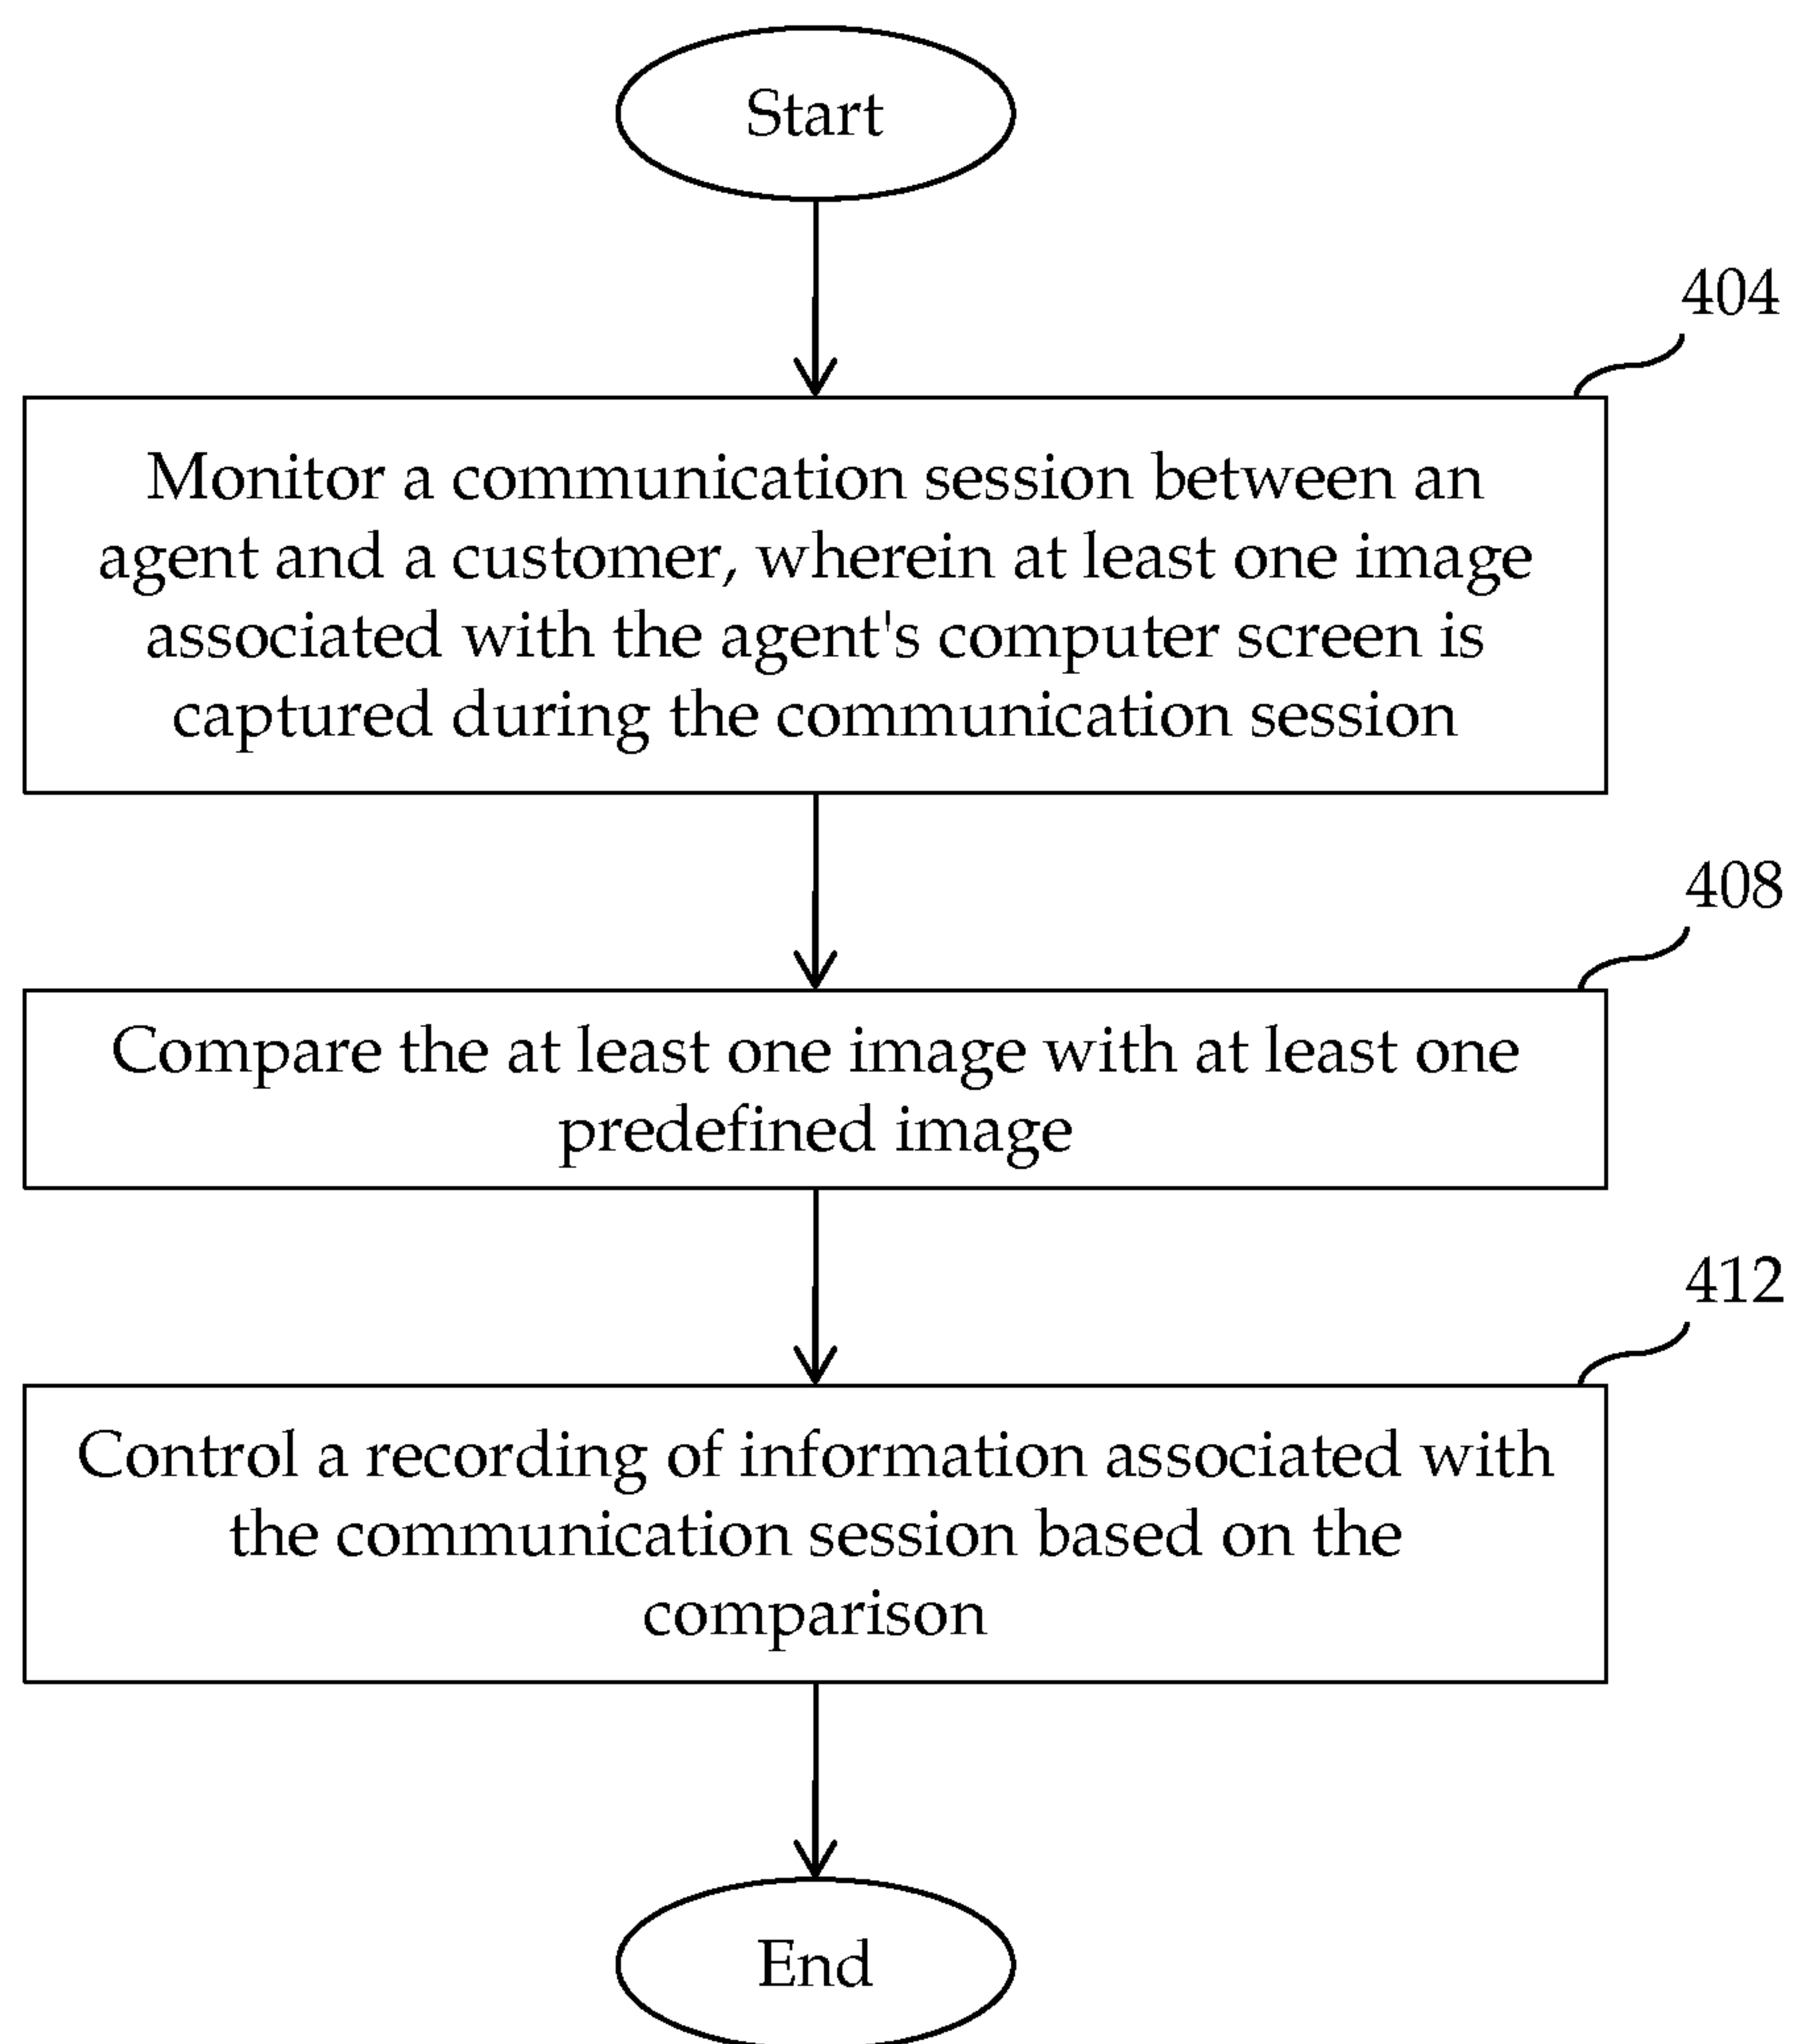 Start
404
Monitor a communication session between an
agent and a customer, wherein at least one image
associated with the agent's computer screen is
captured during the communication session
408
Compare the at least one image with at least one
predefined image
412
Control a recording of information associated with
the communication session based on the
comparison
End